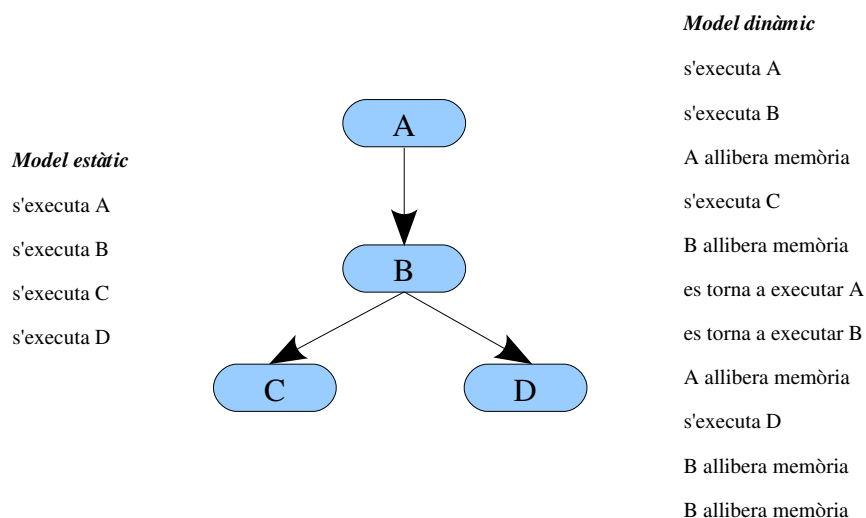 Model estàtic
s'executa A
s'executa B
s'executa C
s'executa D
A
B
C
D
Model dinàmic
s'executa A
s'executa B
A allibera memòria
s'executa C
B allibera memòria
es torna a executar A
es torna a executar B
A allibera memòria
s'executa D
B allibera memòria
B allibera memòria